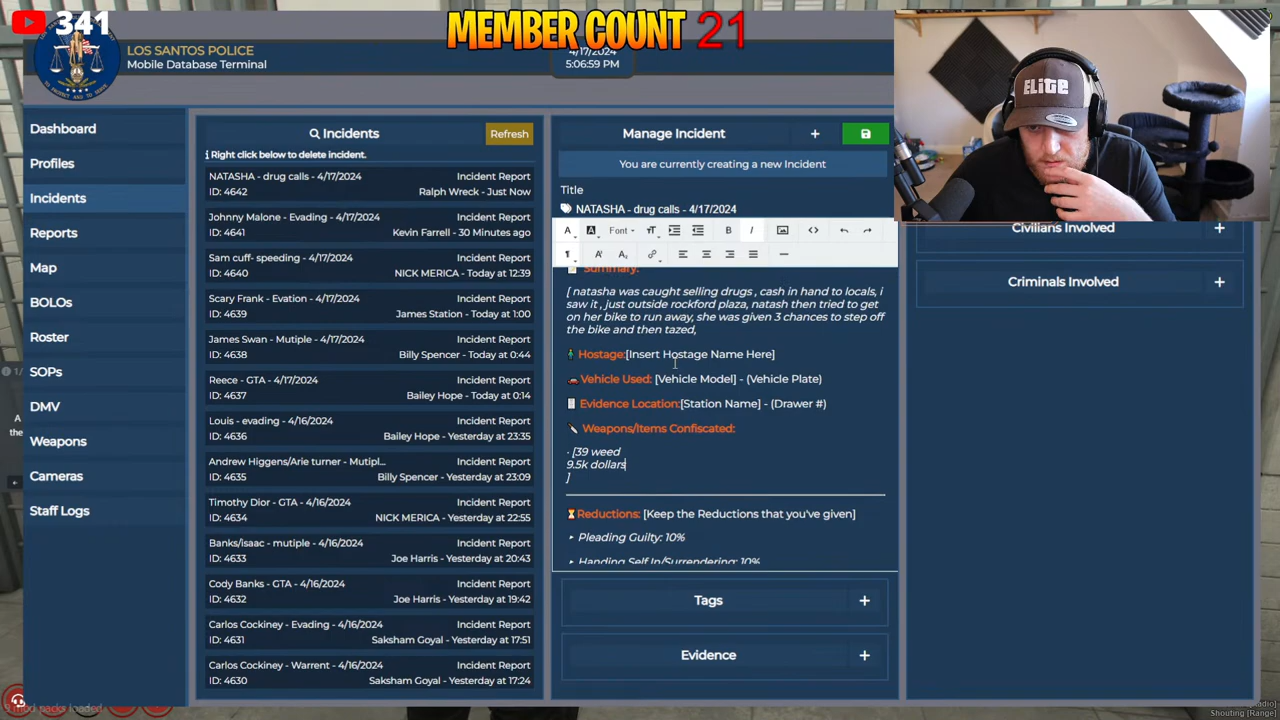 341
MEMBER COUNT 21
LOS SANTOS POLICE
Mobile Database Terminal
4/17/2024
5:06:59 PM
ELITE
Dashboard
Profiles
Incidents
Reports
Map
BOLOs
Roster
SOPs
DMV
Weapons
Cameras
Staff Logs
Incidents
Refresh
Right click below to delete incident.
NATASHA - drug calls - 4/17/2024 Incident Report
ID: 4642 Ralph Wreck - Just Now
Johnny Malone - Evading - 4/17/2024 Incident Report
ID: 4641 Kevin Farrell - 30 Minutes ago
Sam cuff- speeding - 4/17/2024 Incident Report
ID: 4640 NICK MERICA - Today at 12:39
Scary Frank - Evation - 4/17/2024 Incident Report
ID: 4639 James Station - Today at 1:00
James Swan - Mutiple - 4/17/2024 Incident Report
ID: 4638 Billy Spencer - Today at 0:44
Reece - GTA - 4/17/2024 Incident Report
ID: 4637 Bailey Hope - Today at 0:14
Louis - evading - 4/16/2024 Incident Report
ID: 4636 Bailey Hope - Yesterday at 23:35
Andrew Higgens/Arie turner - Mutipl... Incident Report
ID: 4635 Billy Spencer - Yesterday at 23:09
Timothy Dior - GTA - 4/16/2024 Incident Report
ID: 4634 NICK MERICA - Yesterday at 22:55
Banks/isaac - mutiple - 4/16/2024 Incident Report
ID: 4633 Joe Harris - Yesterday at 20:43
Cody Banks - GTA - 4/16/2024 Incident Report
ID: 4632 Joe Harris - Yesterday at 19:42
Carlos Cockiney - Evading - 4/16/2024 Incident Report
ID: 4631 Saksham Goyal - Yesterday at 17:51
Carlos Cockiney - Warrent - 4/16/2024 Incident Report
ID: 4630 Saksham Goyal - Yesterday at 17:24
Manage Incident +
You are currently creating a new Incident
Title
NATASHA - drug calls - 4/17/2024
Font
Summary:
[ natasha was caught selling drugs , cash in hand to locals, i
saw it , just outside rockford plaza, natash then tried to get
on her bike to run away, she was given 3 chances to step off
the bike and then tazed,
Hostage:[Insert Hostage Name Here]
Vehicle Used: [Vehicle Model] - (Vehicle Plate)
Evidence Location:[Station Name] - (Drawer #)
Weapons/Items Confiscated:
· [39 weed
9.5k dollars
]
Reductions: [Keep the Reductions that you've given]
‣ Pleading Guilty: 10%
‣ Handing Self In/Surrendering: 10%
Tags +
Evidence +
Civilians Involved +
Criminals Involved +
mod packs loaded
Shouting [Range]